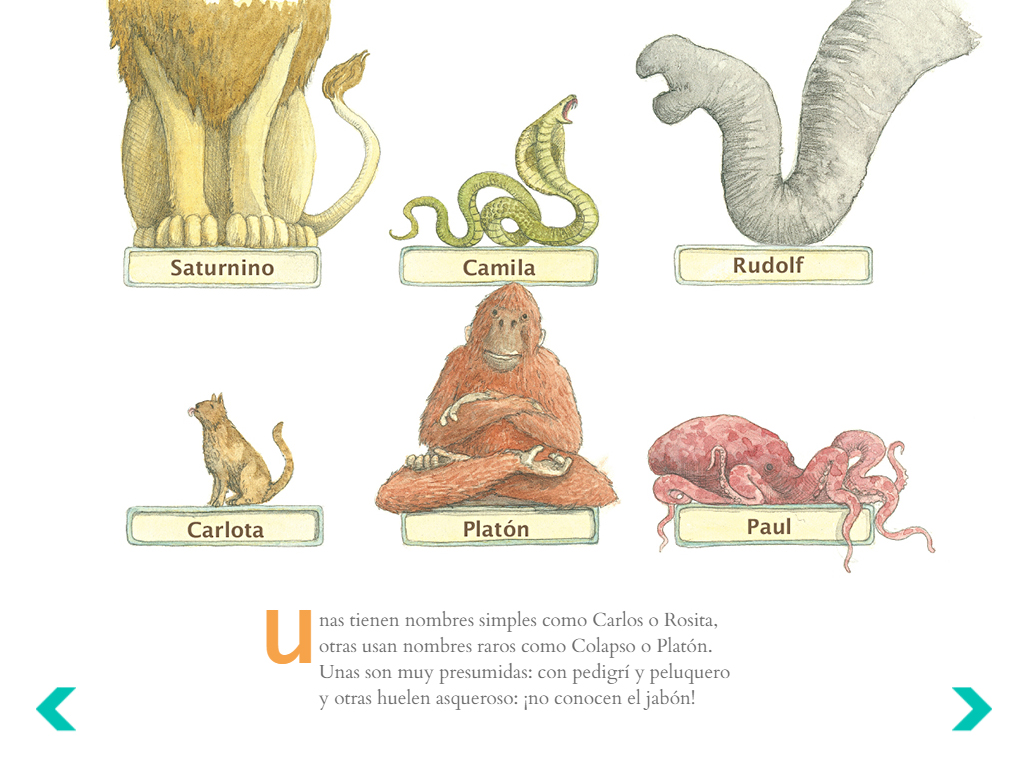 Saturnino
Camila
Rudolf
Carlota
Platón
Paul
unas tienen nombres simples como Carlos o Rosita,
otras usan nombres raros como Colapso o Platón.
Unas son muy presumidas: con pedigrí y peluquero
y otras huelen asqueroso: ¡no conocen el jabón!